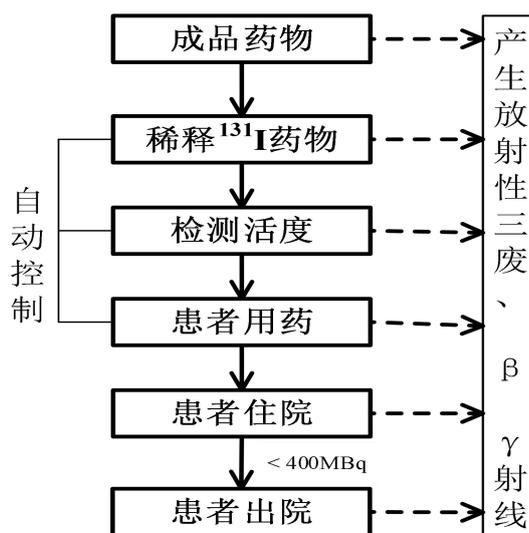 成品药物
稀释¹³¹I药物
检测活度
患者用药
患者住院
< 400MBq
患者出院
自动控制
产生放射性三废、β γ射线